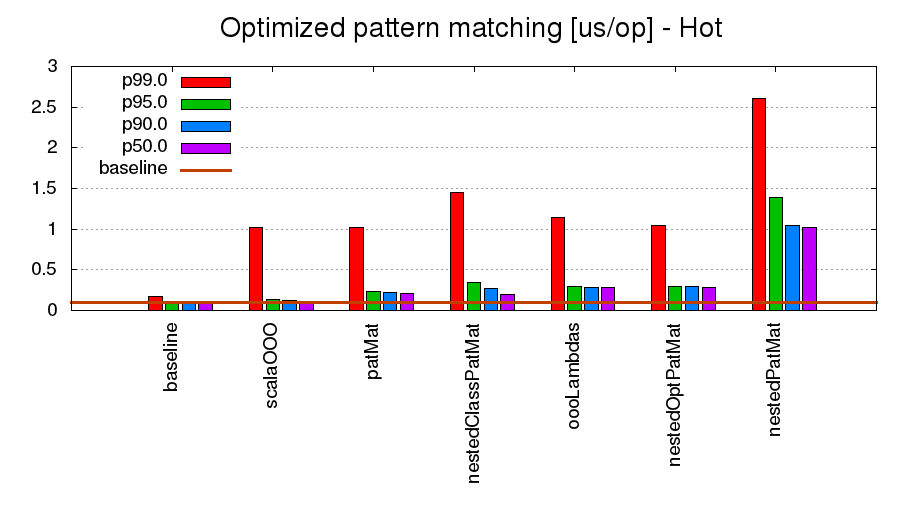 Optimized pattern matching [us/op] - Hot
3
2.5
2
1.5
1
0.5
0
p99.0
p95.0
p90.0
p50.0
baseline
baseline
scalaOOO
patMat
nestedClassPatMat
oooLambdas
nestedOptPatMat
nestedPatMat